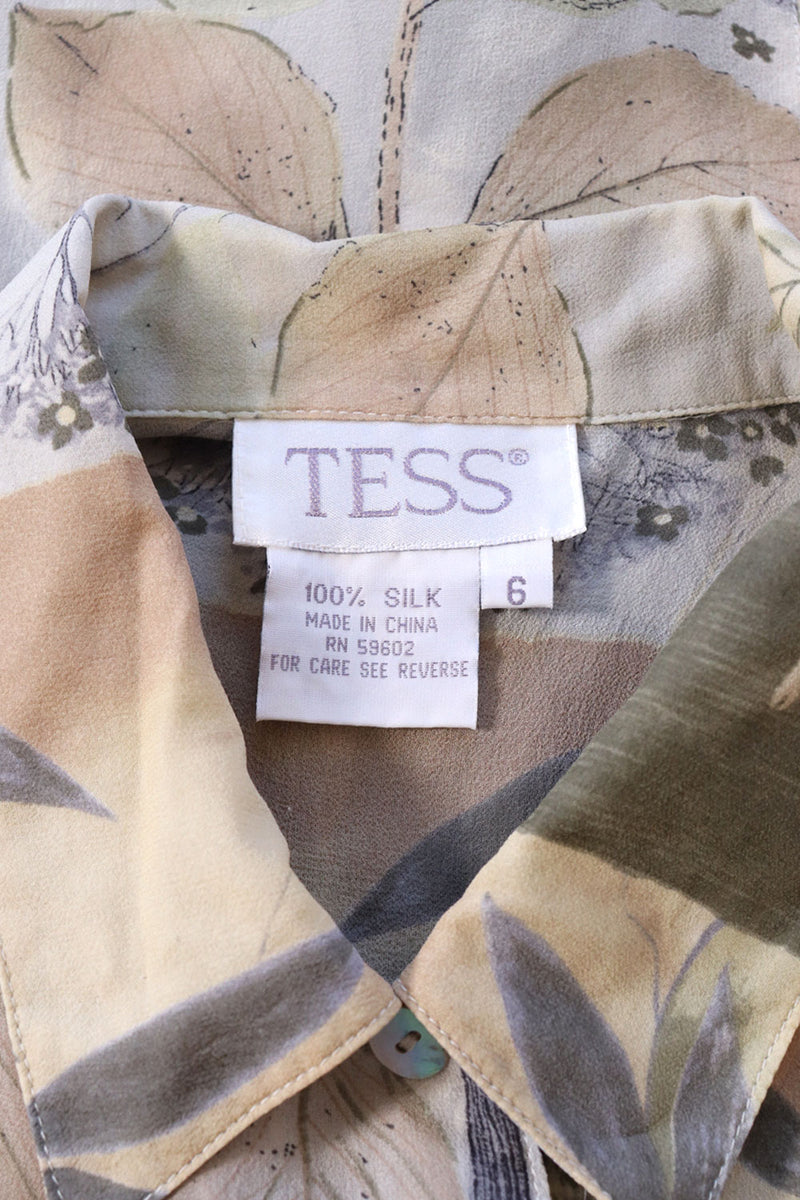 TESS®
100% SILK
6
MADE IN CHINA
RN 59602
FOR CARE SEE REVERSE